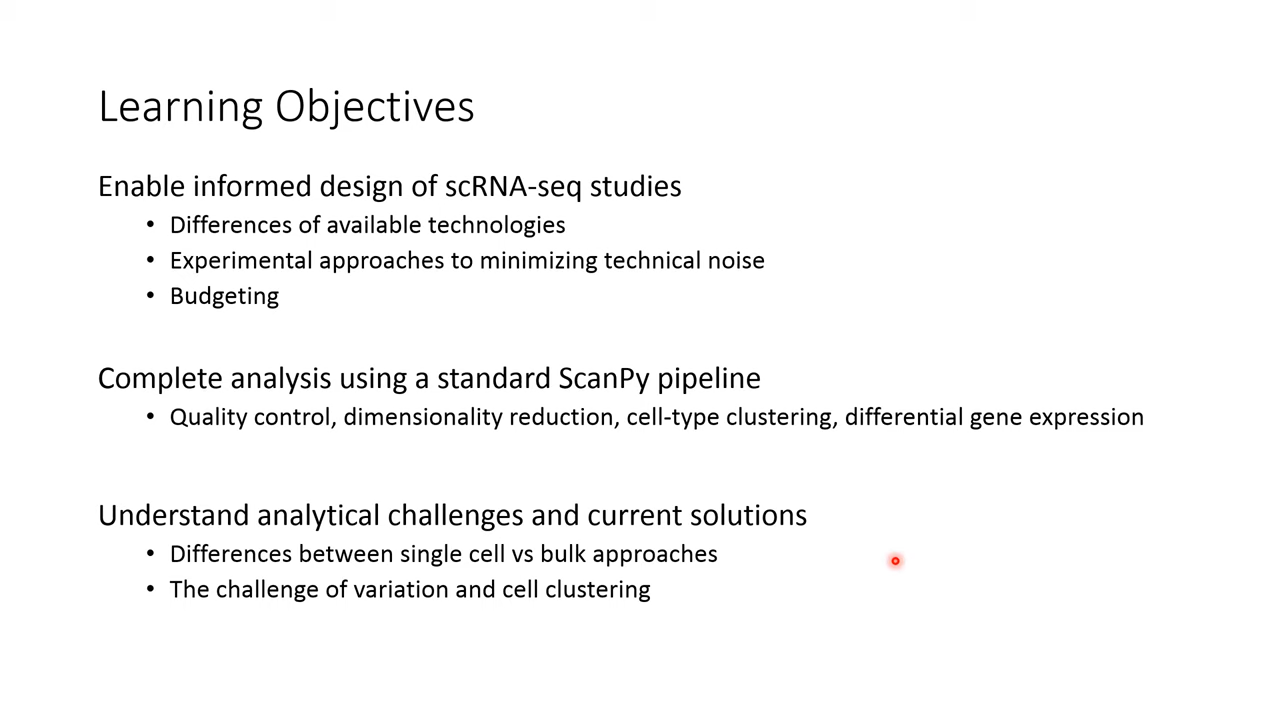 Learning Objectives
Enable informed design of scRNA-seq studies
• Differences of available technologies
• Experimental approaches to minimizing technical noise
• Budgeting
Complete analysis using a standard ScanPy pipeline
• Quality control, dimensionality reduction, cell-type clustering, differential gene expression
Understand analytical challenges and current solutions
• Differences between single cell vs bulk approaches
• The challenge of variation and cell clustering